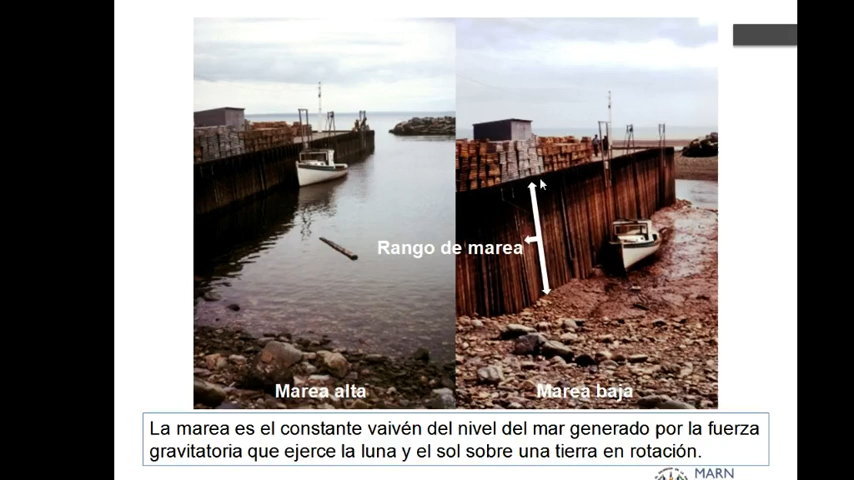 Rango de marea
Marea alta
Marea baja
La marea es el constante vaivén del nivel del mar generado por la fuerza
gravitatoria que ejerce la luna y el sol sobre una tierra en rotación.
MARN